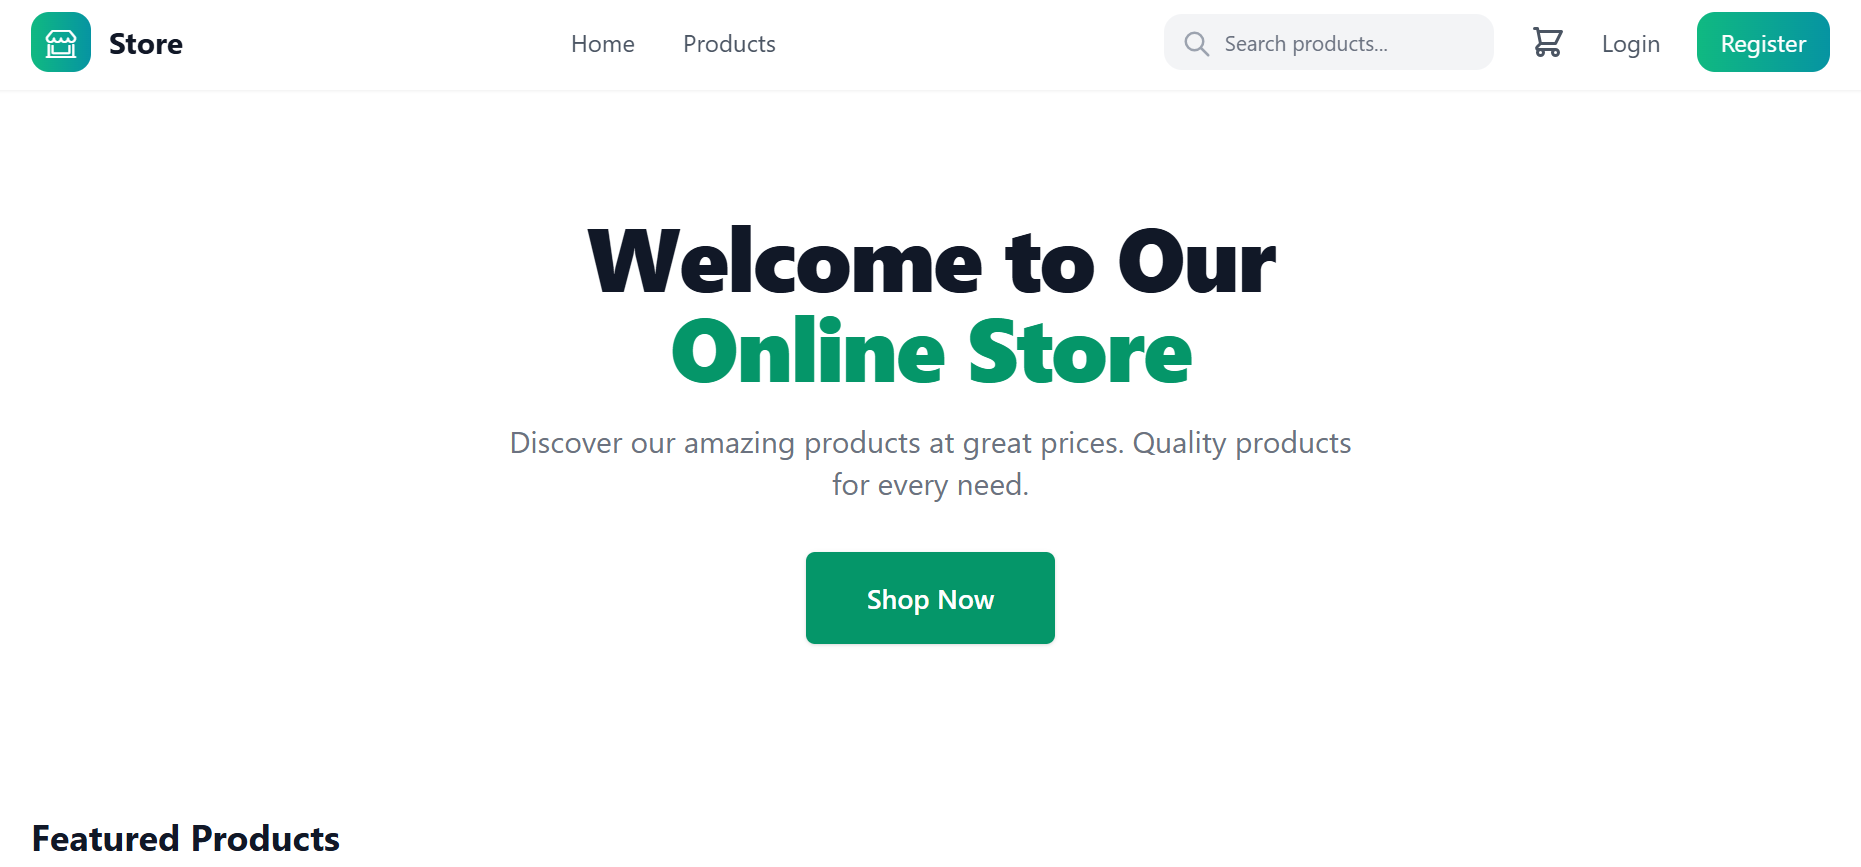 Store
Home
Products
Search products...
Login
Register
Welcome to Our
Online Store
Discover our amazing products at great prices. Quality products
for every need.
Shop Now
Featured Products